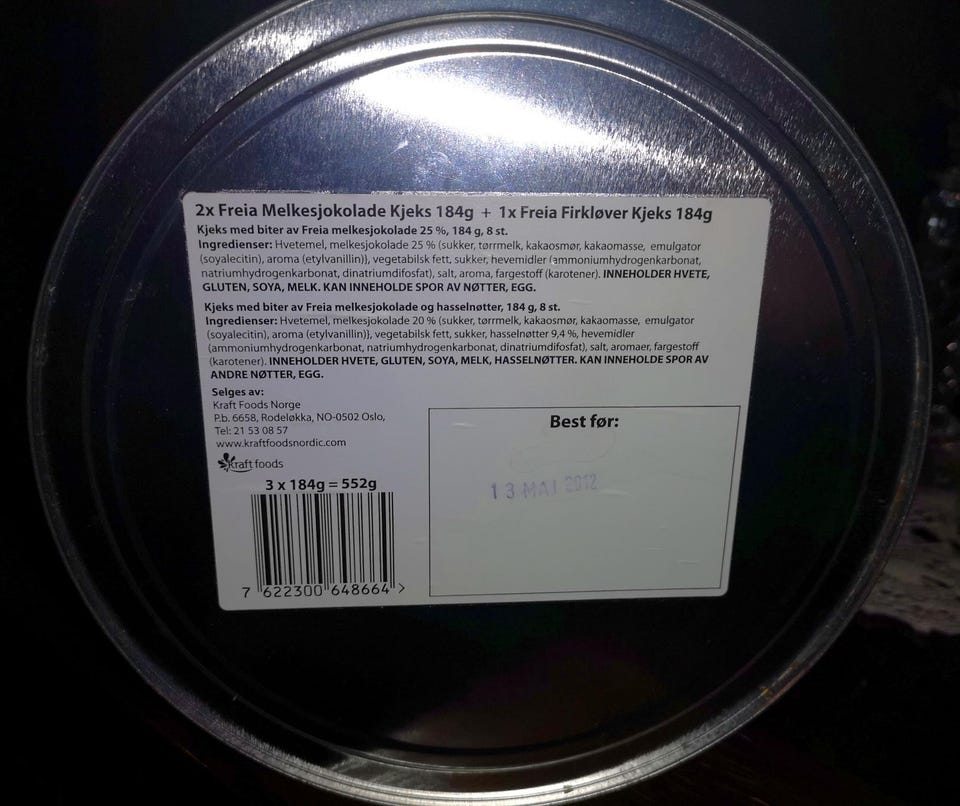 2x Freia Melkesjokolade Kjeks 184g + 1x Freia Firkløver Kjeks 184g
Kjeks med biter av Freia melkesjokolade 25 %, 184 g, 8 st.
Ingredienser: Hvetemel, melkesjokolade 25 % (sukker, tørrmelk, kakaosmør, kakaomasse, emulgator
(soyalecitin), aroma (etylvanillin)), vegetabilsk fett, sukker, hevemidler (ammoniumhydrogenkarbonat,
natriumhydrogenkarbonat, dinatriumdifosfat), salt, aroma, fargestoff (karotener). INNEHOLDER HVETE,
GLUTEN, SOYA, MELK. KAN INNEHOLDE SPOR AV NØTTER, EGG.
Kjeks med biter av Freia melkesjokolade og hasselnøtter, 184 g, 8 st.
Ingredienser: Hvetemel, melkesjokolade 20 % (sukker, tørrmelk, kakaosmør, kakaomasse, emulgator
(soyalecitin), aroma (etylvanillin)), vegetabilsk fett, sukker, hasselnøtter 9,4 %, hevemidler
(ammoniumhydrogenkarbonat, natriumhydrogenkarbonat, dinatriumdifosfat), salt, aromaer, fargestoff
(karotener). INNEHOLDER HVETE, GLUTEN, SOYA, MELK, HASSELNØTTER. KAN INNEHOLDE SPOR AV
ANDRE NØTTER, EGG.
Selges av:
Kraft Foods Norge
P.b. 6658, Rodeløkka, NO-0502 Oslo,
Tel: 21 53 08 57
www.kraftfoodsnordic.com
kraft foods
3 x 184g = 552g
7 622300 648664 >
Best før:
13 MAI 2012